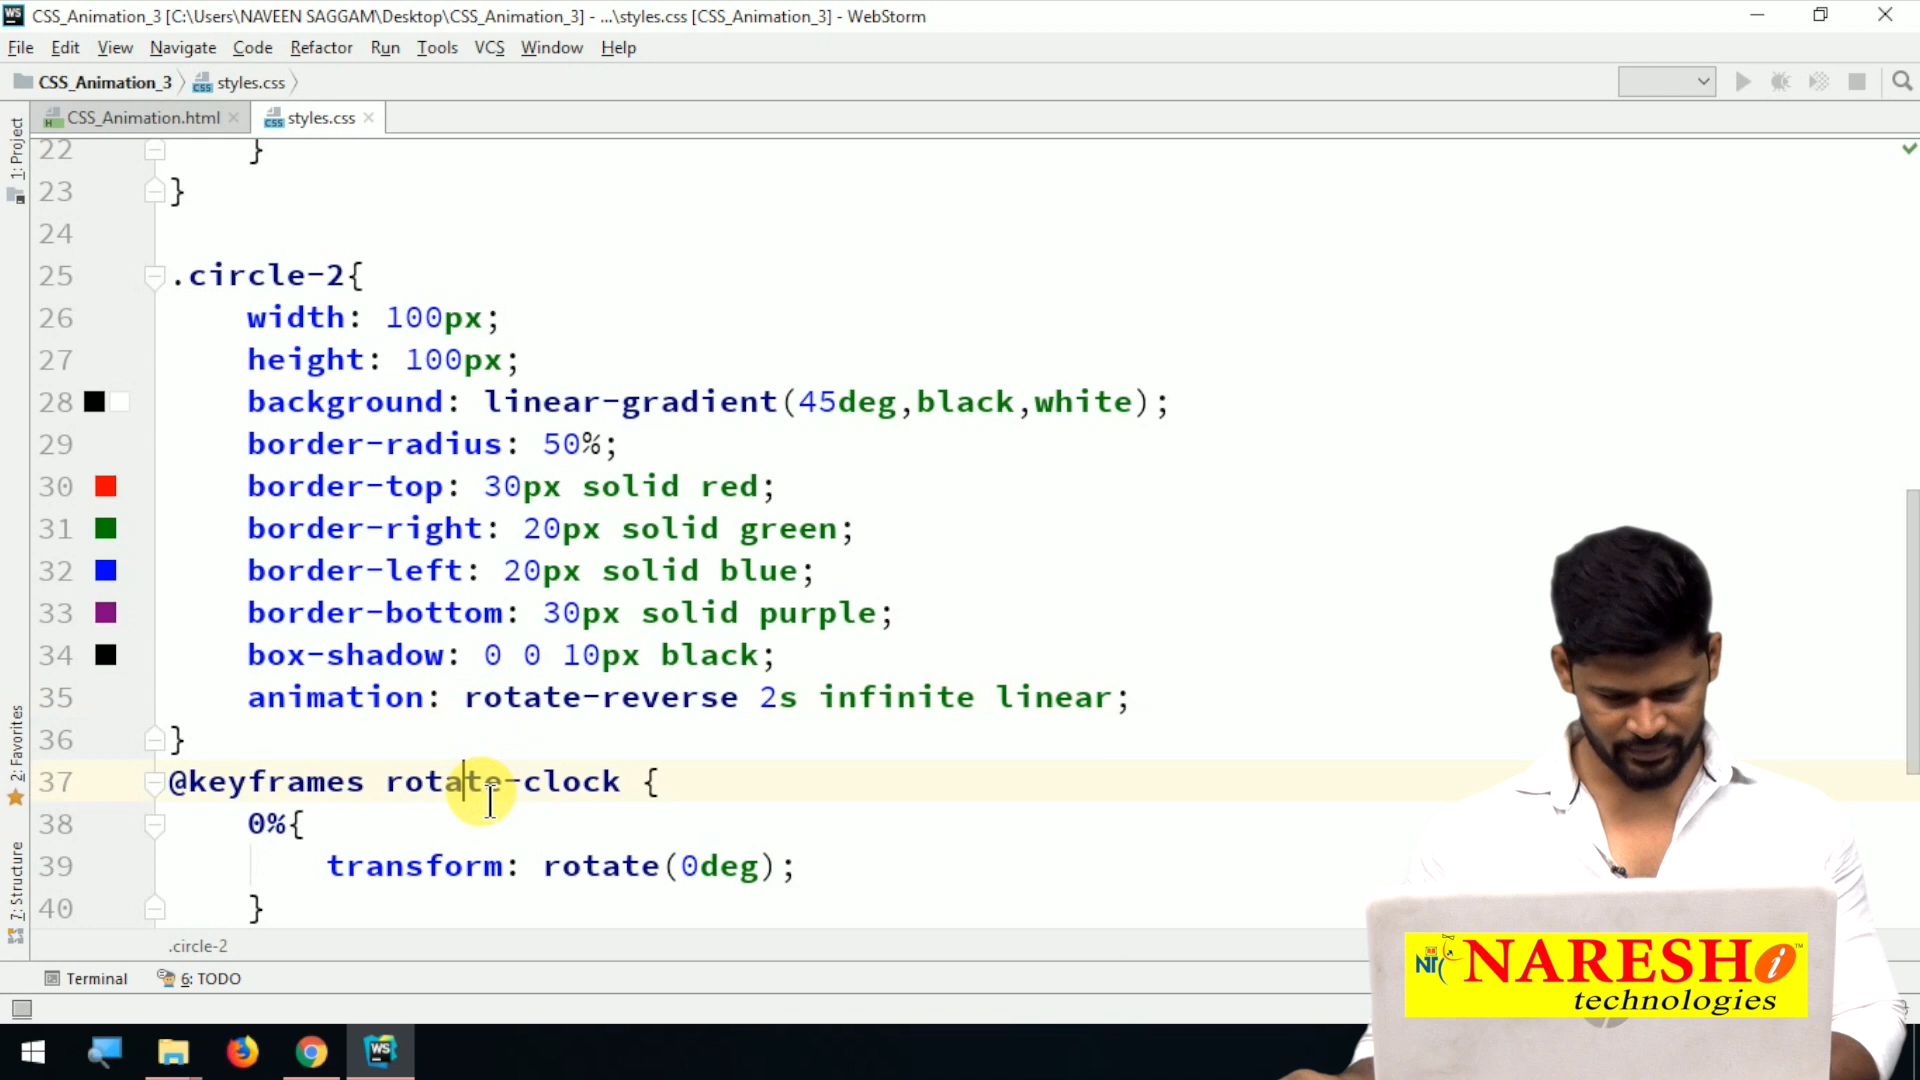 CSS_Animation_3 [C:\Users\NAVEEN SAGGAM\Desktop\CSS_Animation_3] - ...\styles.css [CSS_Animation_3] - WebStorm
File Edit View Navigate Code Refactor Run Tools VCS Window Help
CSS_Animation_3 styles.css
CSS_Animation.html styles.css
1: Project
22 }
23 }
24
25 .circle-2{
26 width: 100px;
27 height: 100px;
28 background: linear-gradient(45deg,black,white);
29 border-radius: 50%;
30 border-top: 30px solid red;
31 border-right: 20px solid green;
32 border-left: 20px solid blue;
33 border-bottom: 30px solid purple;
34 box-shadow: 0 0 10px black;
35 animation: rotate-reverse 2s infinite linear;
36 }
37 @keyframes rotate-clock {
38 0%{
39 transform: rotate(0deg);
40 }
2: Favorites
7: Structure
.circle-2
Terminal 6: TODO
NARESH i
technologies